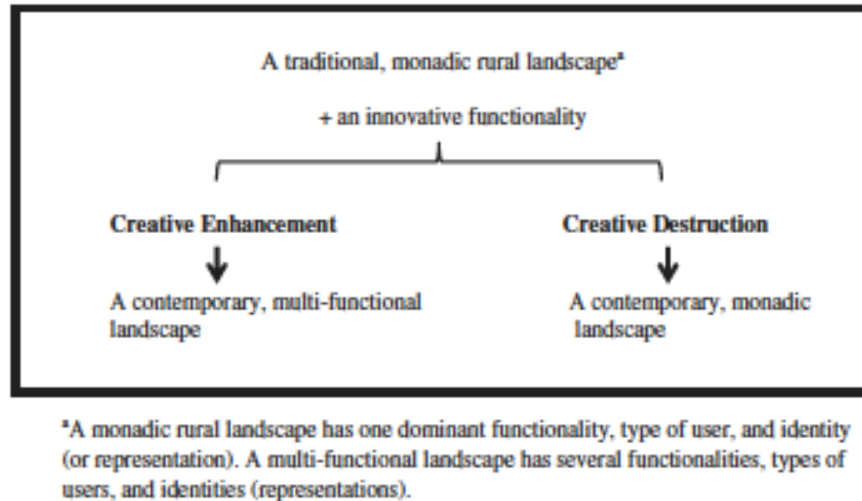 A traditional, monadic rural landscapeᵃ
+ an innovative functionality
Creative Enhancement
Creative Destruction
A contemporary, multi-functional
landscape
A contemporary, monadic
landscape
ᵃA monadic rural landscape has one dominant functionality, type of user, and identity
(or representation). A multi-functional landscape has several functionalities, types of
users, and identities (representations).